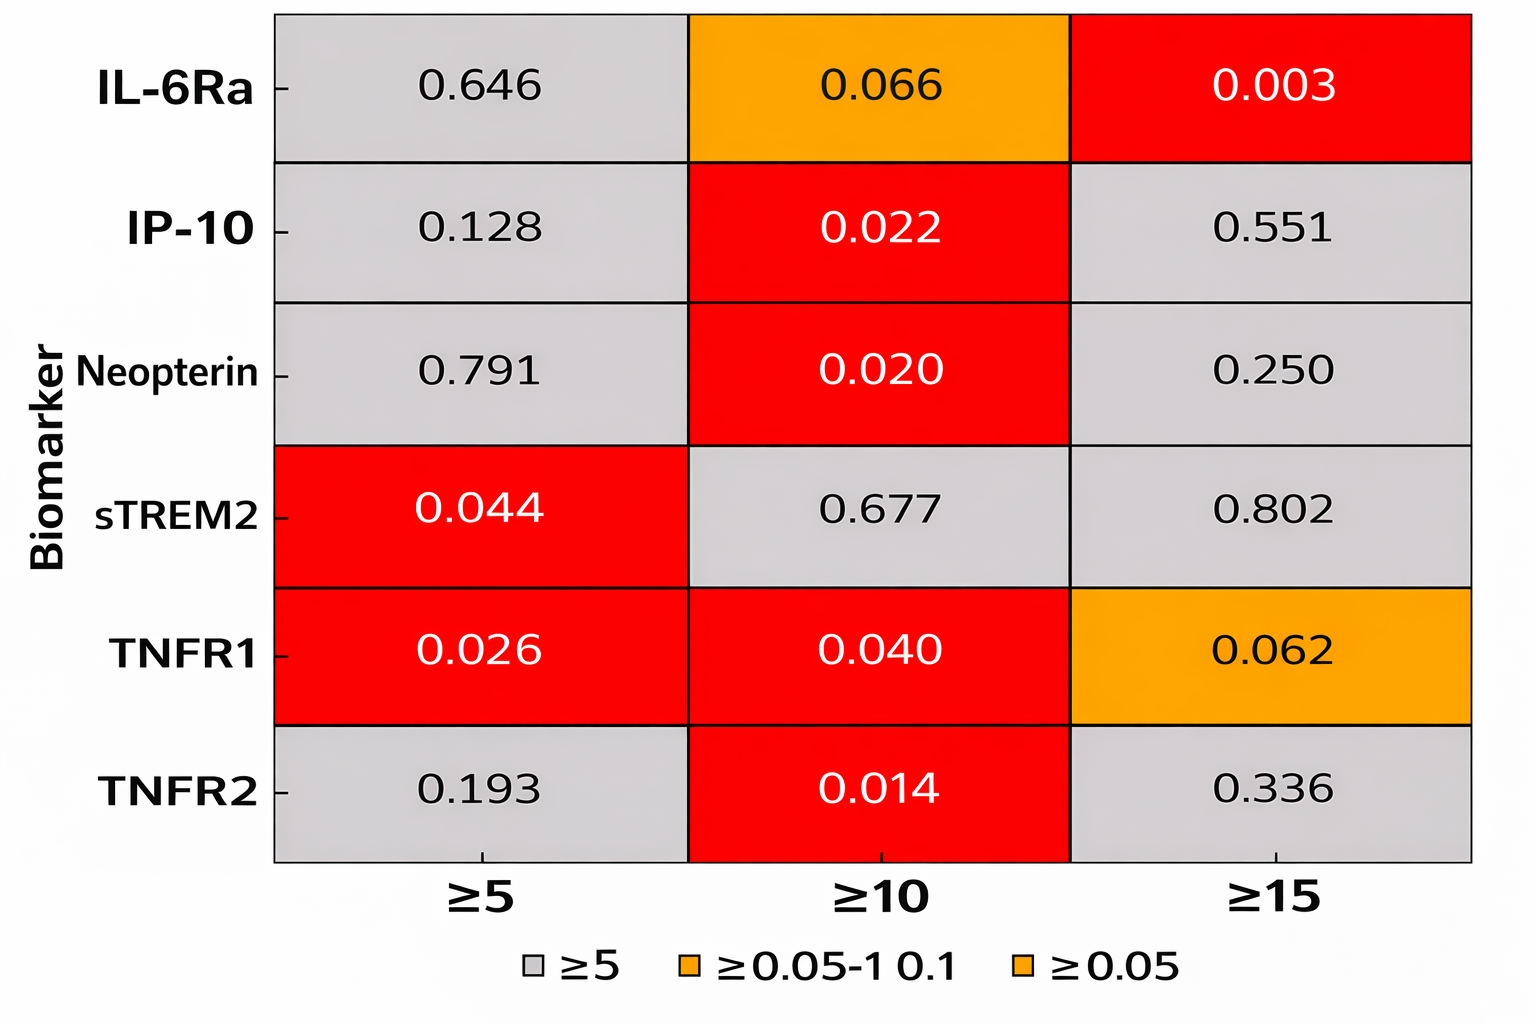 IL-6Ra 0.646 0.066 0.003
IP-10 0.128 0.022 0.551
Neopterin 0.791 0.020 0.250
sTREM2 0.044 0.677 0.802
TNFR1 0.026 0.040 0.062
TNFR2 0.193 0.014 0.336
Biomarker
≥5 ≥10 ≥15
≥5 ≥0.05-1 0.1 ≥0.05